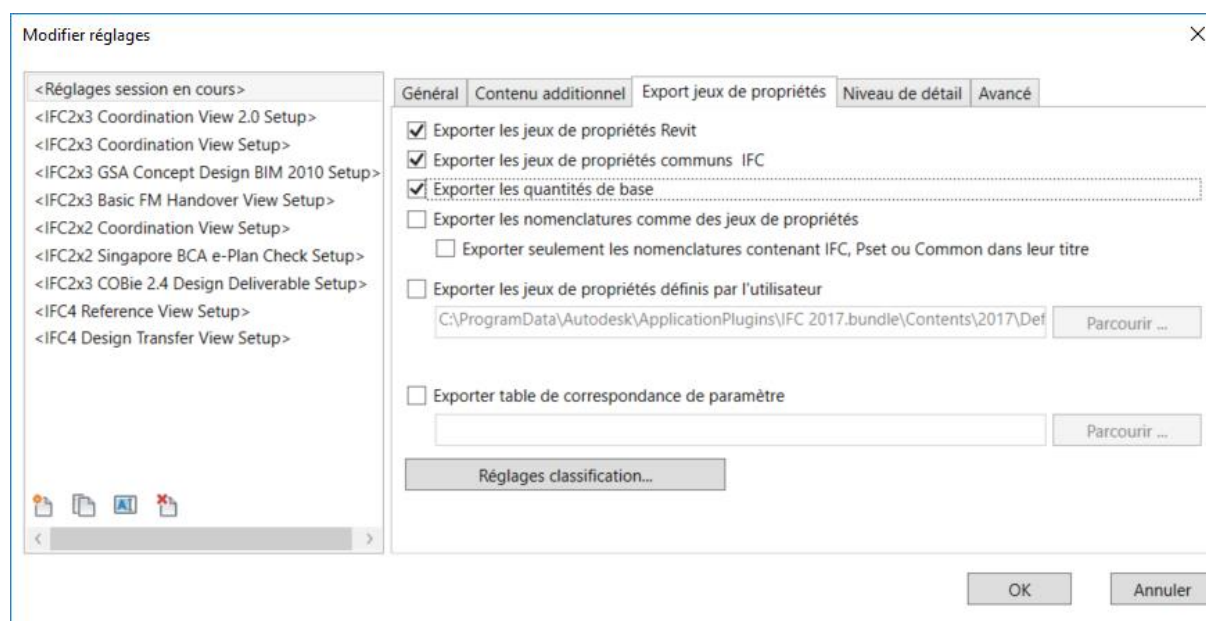 Modifier réglages
<Réglages session en cours>
<IFC2x3 Coordination View 2.0 Setup>
<IFC2x3 Coordination View Setup>
<IFC2x3 GSA Concept Design BIM 2010 Setup>
<IFC2x3 Basic FM Handover View Setup>
<IFC2x2 Coordination View Setup>
<IFC2x2 Singapore BCA e-Plan Check Setup>
<IFC2x3 COBie 2.4 Design Deliverable Setup>
<IFC4 Reference View Setup>
<IFC4 Design Transfer View Setup>
Général Contenu additionnel Export jeux de propriétés Niveau de détail Avancé
Exporter les jeux de propriétés Revit
Exporter les jeux de propriétés communs IFC
Exporter les quantités de base
Exporter les nomenclatures comme des jeux de propriétés
Exporter seulement les nomenclatures contenant IFC, Pset ou Common dans leur titre
Exporter les jeux de propriétés définis par l'utilisateur
C:\ProgramData\Autodesk\ApplicationPlugins\IFC 2017.bundle\Contents\2017\Def Parcourir ...
Exporter table de correspondance de paramètre
Parcourir ...
Réglages classification...
OK Annuler